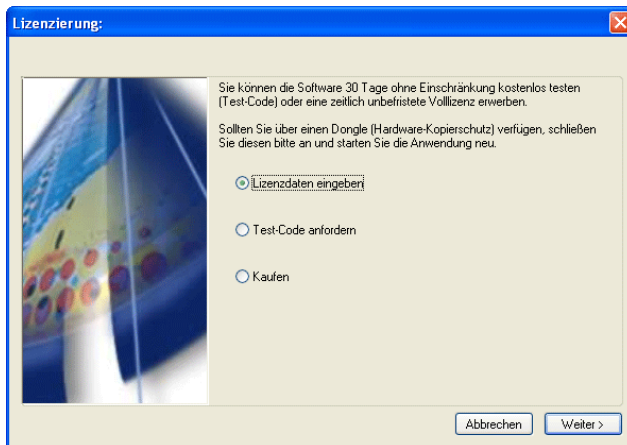 Lizenzierung:
Sie können die Software 30 Tage ohne Einschränkung kostenlos testen
(Test-Code) oder eine zeitlich unbefristete Volllizenz erwerben.
Sollten Sie über einen Dongle (Hardware-Kopierschutz) verfügen, schließen
Sie diesen bitte an und starten Sie die Anwendung neu.
Lizenzdaten eingeben
Test-Code anfordern
Kaufen
Abbrechen
Weiter >